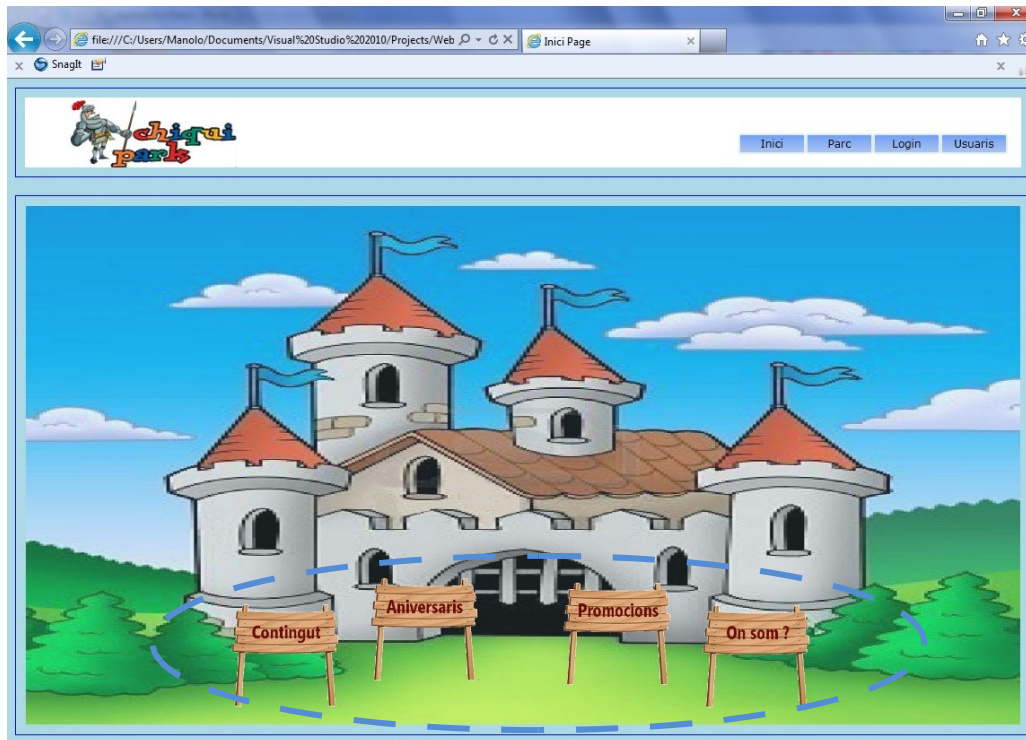 file:///C:/Users/Manolo/Documents/Visual%20Studio%202010/Projects/Web
Inici Page
SnagIt
chiqui
park
Inici Parc Login Usuaris
Aniversaris
Promocions
Contingut
On som ?